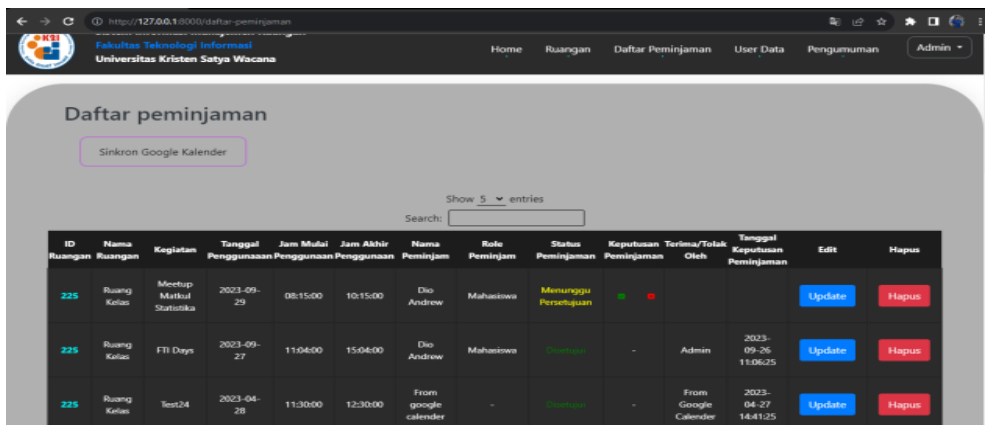 http://127.0.0.1:8000/daftar-peminjaman
K2I
Fakultas Teknologi Informasi
Universitas Kristen Satya Wacana
Home Ruangan Daftar Peminjaman User Data Pengumuman Admin
Daftar peminjaman
Sinkron Google Kalender
Show 5 entries
Search:
ID Ruangan Nama Ruangan Kegiatan Tanggal Penggunaaan Jam Mulai Penggunaan Jam Akhir Penggunaan Nama Peminjam Role Peminjam Status Peminjaman Keputusan Peminjaman Terima/Tolak Oleh Tanggal Keputusan Peminjaman Edit Hapus
225 Ruang Kelas Meetup Matkul Statistika 2023-09-29 08:15:00 10:15:00 Dio Andrew Mahasiswa Menunggu Persetujuan Update Hapus
225 Ruang Kelas FTI Days 2023-09-27 11:04:00 15:04:00 Dio Andrew Mahasiswa Disetujui - Admin 2023-09-26 11:06:25 Update Hapus
225 Ruang Kelas Test24 2023-04-28 11:30:00 12:30:00 From google calender - Disetujui - From Google Calender 2023-04-27 14:41:25 Update Hapus